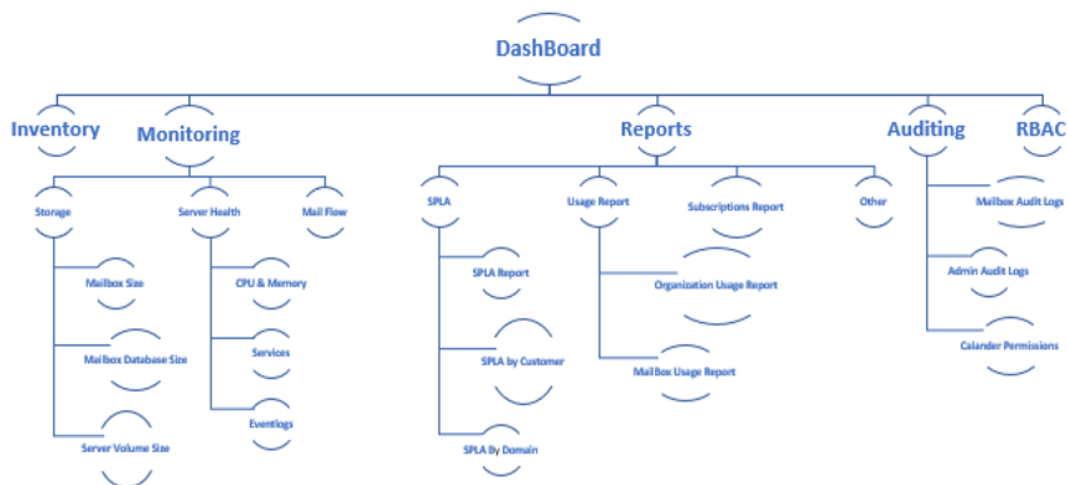 DashBoard
Inventory
Monitoring
Reports
Auditing
RBAC
Storage
Server Health
Mail Flow
SPLA
Usage Report
Subscriptions Report
Other
Mailbox Audit Logs
Mailbox Size
CPU & Memory
SPLA Report
Organization Usage Report
Admin Audit Logs
Mailbox Database Size
Services
SPLA by Customer
MailBox Usage Report
Calander Permissions
Server Volume Size
Eventlogs
SPLA By Domain